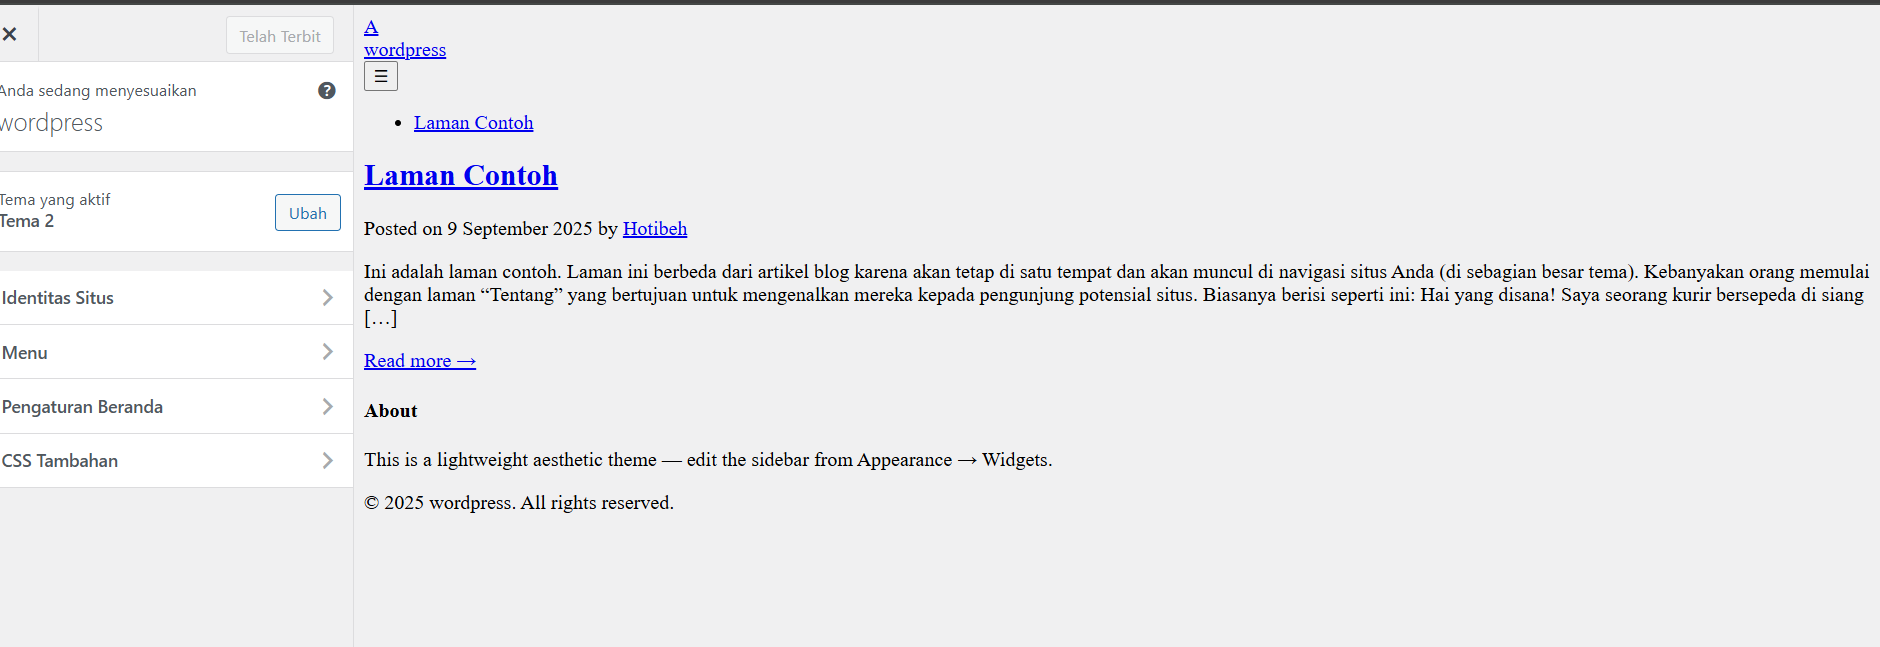 Telah Terbit
Anda sedang menyesuaikan
wordpress
Tema yang aktif
Tema 2
Ubah
Identitas Situs
Menu
Pengaturan Beranda
CSS Tambahan
A
wordpress
☰
• Laman Contoh
Laman Contoh
Posted on 9 September 2025 by Hotibeh
Ini adalah laman contoh. Laman ini berbeda dari artikel blog karena akan tetap di satu tempat dan akan muncul di navigasi situs Anda (di sebagian besar tema). Kebanyakan orang memulai
dengan laman “Tentang” yang bertujuan untuk mengenalkan mereka kepada pengunjung potensial situs. Biasanya berisi seperti ini: Hai yang disana! Saya seorang kurir bersepeda di siang
[…]
Read more →
About
This is a lightweight aesthetic theme — edit the sidebar from Appearance → Widgets.
© 2025 wordpress. All rights reserved.